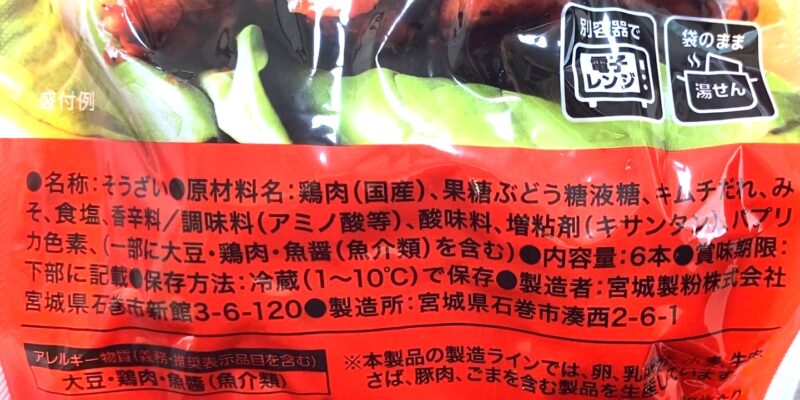 別容器で
電子
レンジ
袋のまま
湯せん
盛付例
●名称:そうざい●原材料名:鶏肉(国産)、果糖ぶどう糖液糖、キムチだれ、み
そ、食塩、香辛料/調味料(アミノ酸等)、酸味料、増粘剤(キサンタン)、パプリ
カ色素、(一部に大豆・鶏肉・魚醤(魚介類)を含む)●内容量:6本●賞味期限:
下部に記載●保存方法:冷蔵(1〜10℃)で保存●製造者:宮城製粉株式会社
宮城県石巻市新館3-6-120●製造所:宮城県石巻市湊西2-6-1
アレルギー物質(義務・推奨表示品目を含む)
大豆・鶏肉・魚醤(魚介類)
※本製品の製造ラインでは、卵、乳成分、小麦、牛肉、
さば、豚肉、ごまを含む製品を生産しています